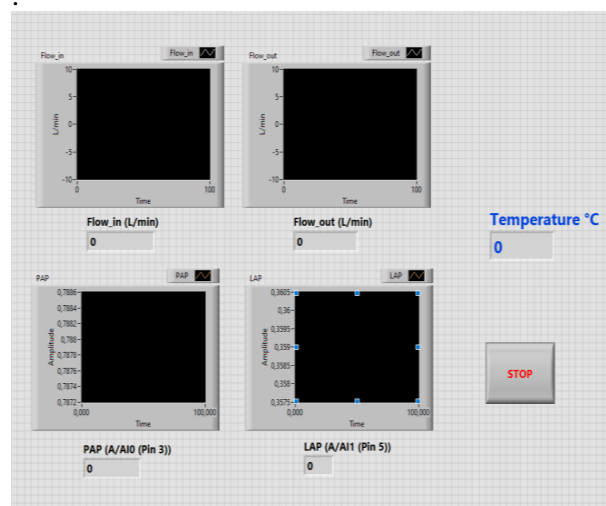 .
Flow_in
Flow_in
10-
5-
0-
-5-
-10-
L/min
0
100
Time
Flow_out
Flow_out
10-
5-
0-
-5-
-10-
L/min
0
100
Time
Flow_in (L/min)
0
Flow_out (L/min)
0
Temperature °C
0
PAP
PAP
0,7886-
0,7884-
0,7882-
0,788-
0,7878-
0,7876-
0,7874-
0,7872-
Amplitude
0,000
100,000
Time
LAP
LAP
0,3605-
0,36-
0,3595-
0,359-
0,3585-
0,358-
0,3575-
Amplitude
0,000
100,000
Time
STOP
PAP (A/AI0 (Pin 3))
0
LAP (A/AI1 (Pin 5))
0